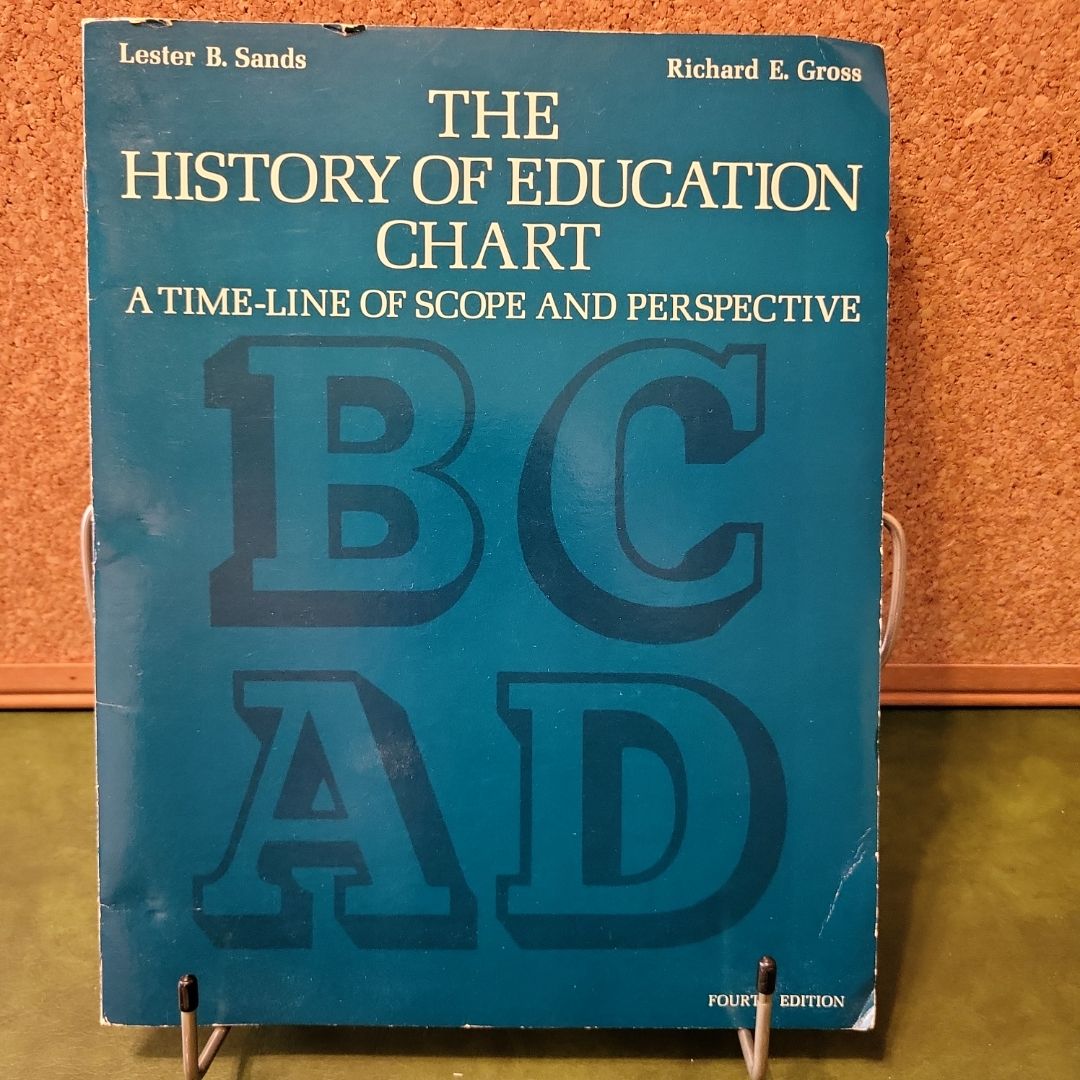 Lester B. Sands
Richard E. Gross
THE
HISTORY OF EDUCATION
CHART
A TIME-LINE OF SCOPE AND PERSPECTIVE
BC
AD
FOURTH EDITION